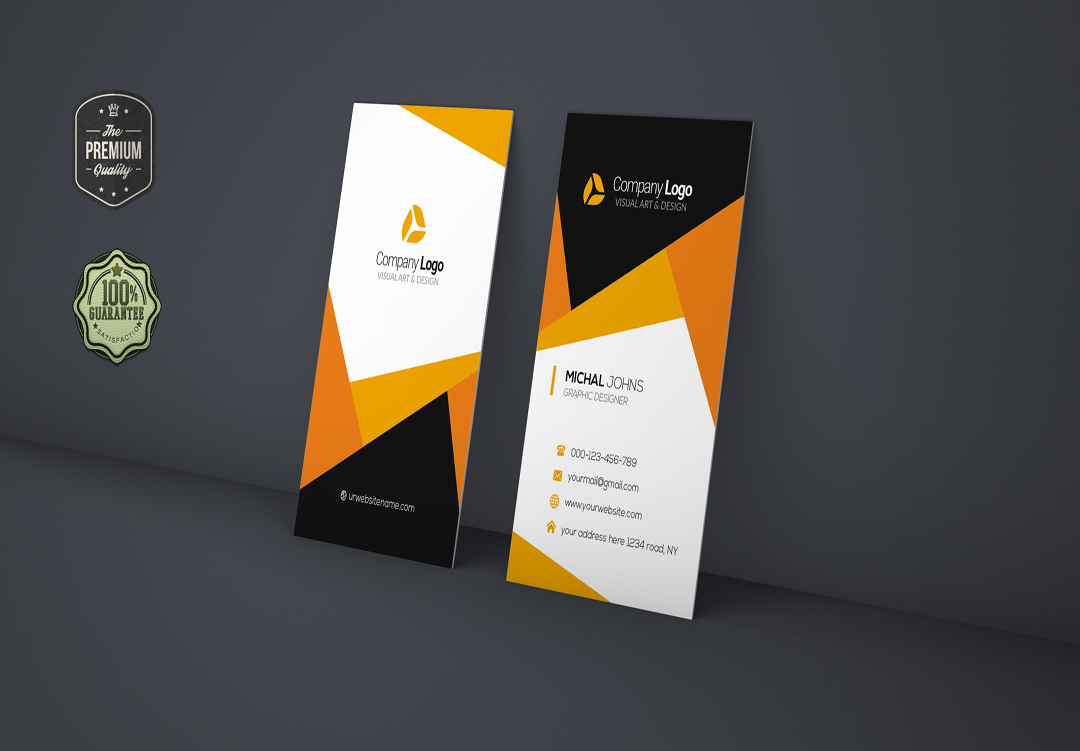 The
PREMIUM
Quality
100%
GUARANTEE
SATISFACTION
Company Logo
VISUAL ART & DESIGN
urwebsitename.com
Company Logo
VISUAL ART & DESIGN
MICHAL JOHNS
GRAPHIC DESIGNER
000-123-456-789
yourmail@gmail.com
www.yourwebsite.com
your address here 1234 road, NY